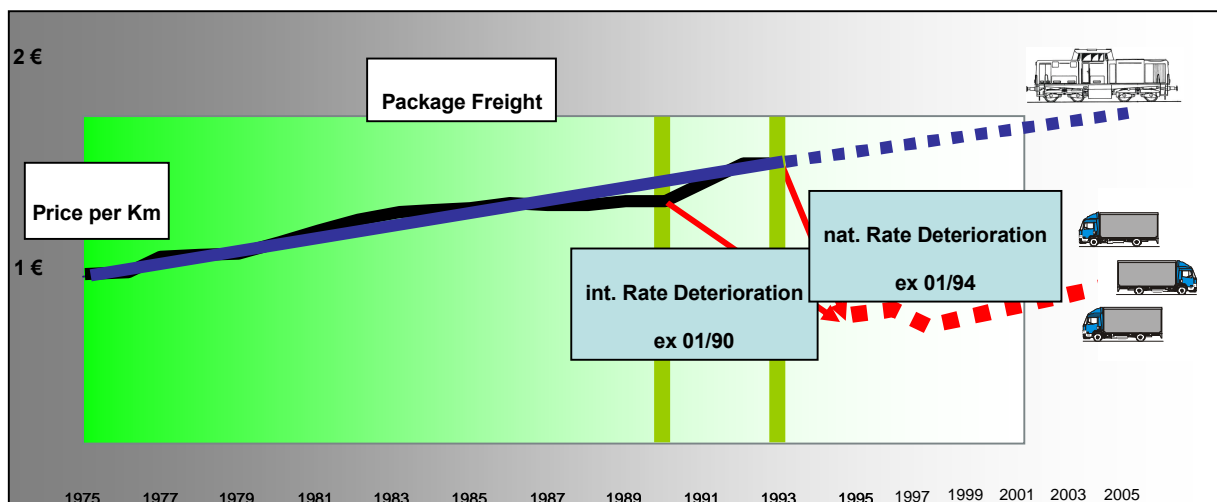 2 €
Package Freight
Price per Km
1 €
nat. Rate Deterioration
ex 01/94
int. Rate Deterioration
ex 01/90
1975 1977 1979 1981 1983 1985 1987 1989 1991 1993 1995 1997 1999 2001 2003 2005